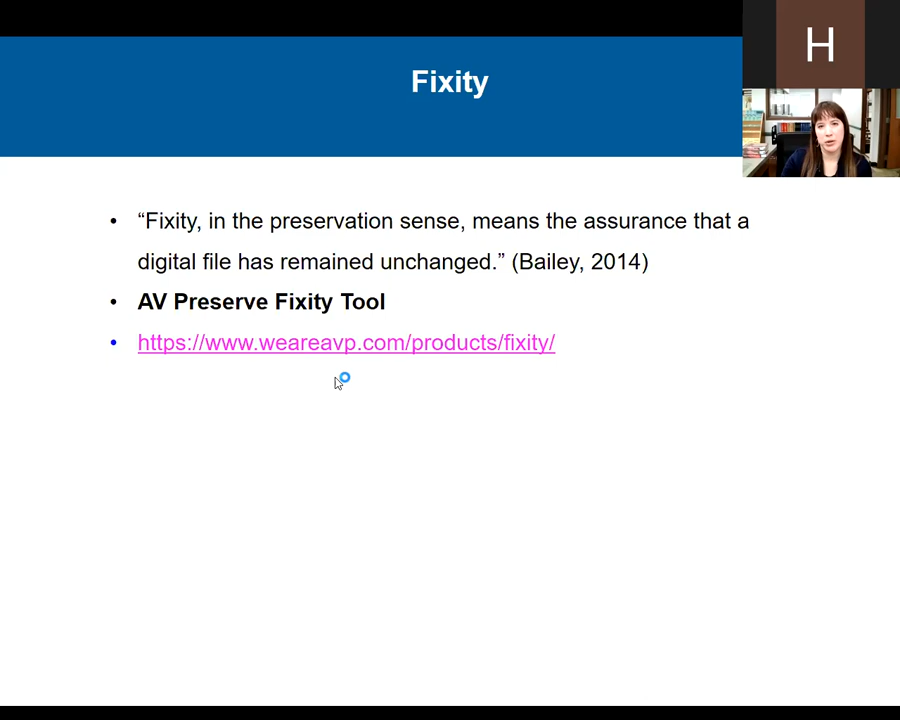 Fixity
H
• “Fixity, in the preservation sense, means the assurance that a
digital file has remained unchanged.” (Bailey, 2014)
• AV Preserve Fixity Tool
• https://www.weareavp.com/products/fixity/